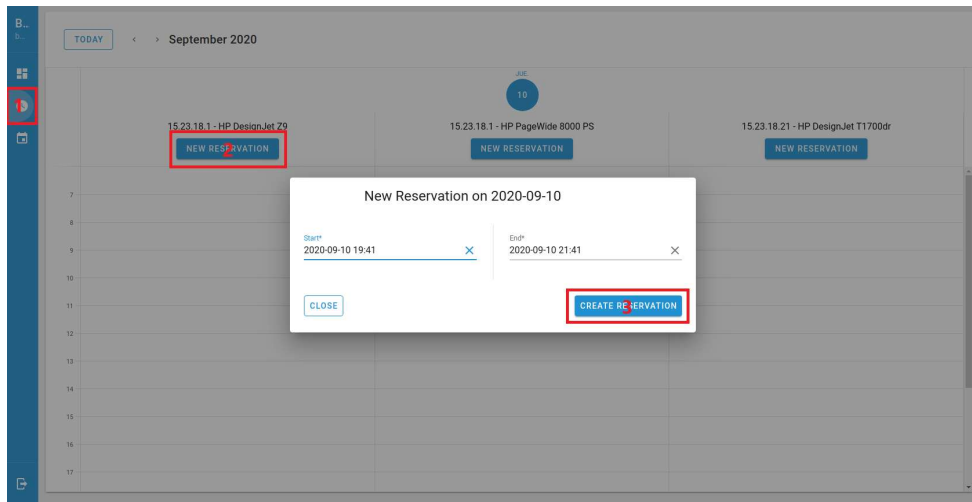 B...
b...
TODAY < > September 2020
1
JUE.
10
15.23.18.1 - HP DesignJet Z9
15.23.18.1 - HP PageWide 8000 PS
15.23.18.21 - HP DesignJet T1700dr
NEW RESERVATION
2
NEW RESERVATION
NEW RESERVATION
New Reservation on 2020-09-10
Start*
2020-09-10 19:41
End*
2020-09-10 21:41
CLOSE
CREATE RESERVATION
3
7
8
9
10
11
12
13
14
15
16
17